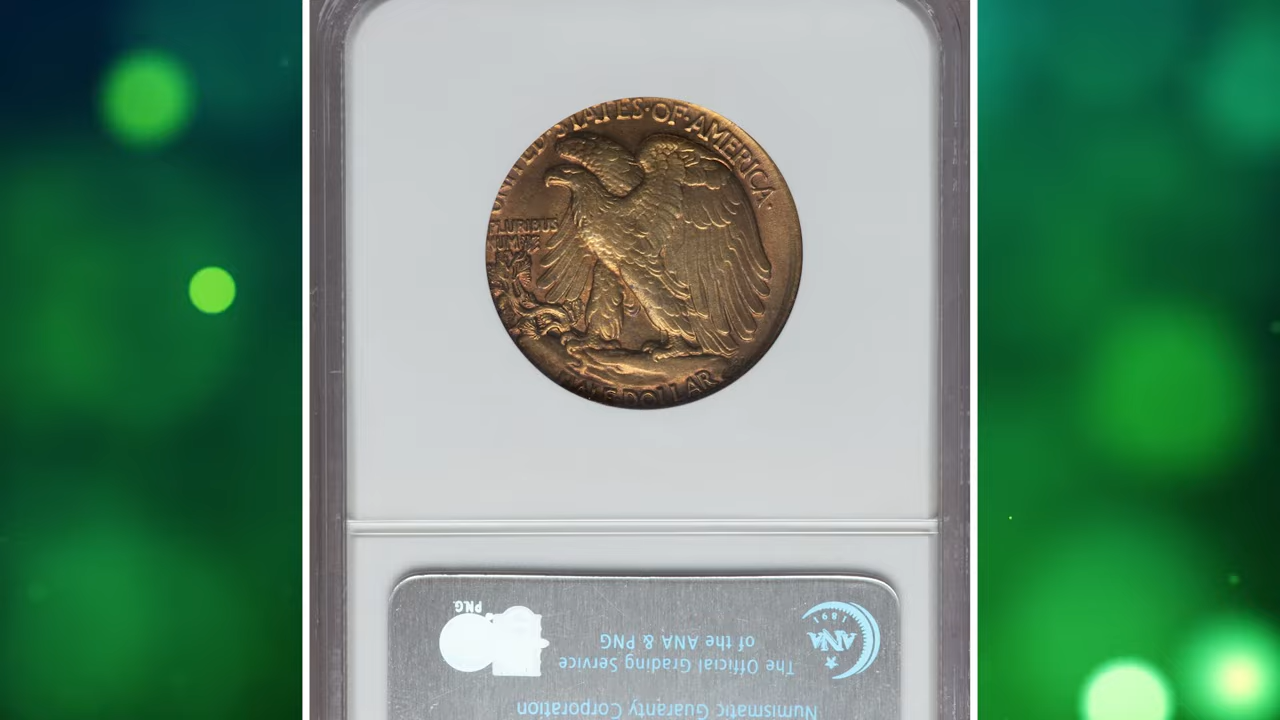 UNITED·STATES·OF·AMERICA·
PLURIBUS
UNUM
HALF·DOLLAR
P.N.G.
ANA
1891
The Official Grading Service
of the ANA & PNG
Numismatic Guaranty Corporation